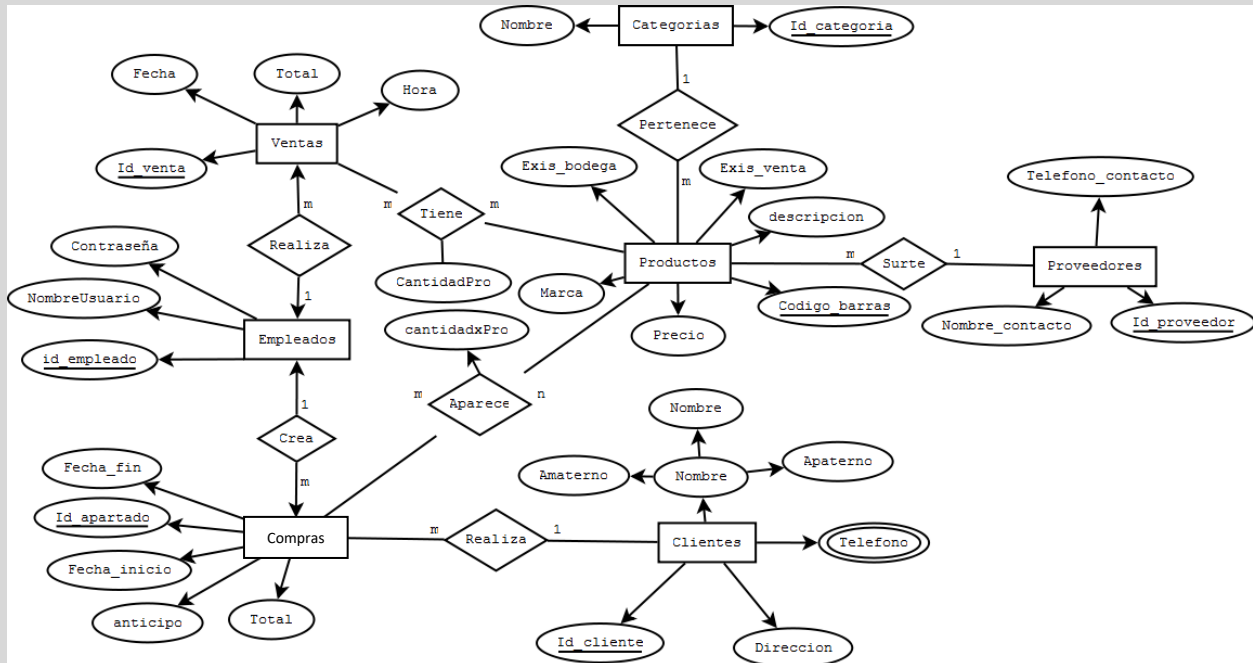 Nombre
Categorias
Id_categoria
Fecha
Total
Hora
1
Ventas
Pertenece
Id_venta
Exis_bodega
Exis_venta
m
Telefono_contacto
m
m
m
Tiene
descripcion
Contraseña
Realiza
m
Surte
1
Productos
Proveedores
CantidadPro
Marca
NombreUsuario
1
Codigo_barras
cantidadxPro
Nombre_contacto
Id_proveedor
Precio
Empleados
id_empleado
m
n
Aparece
1
Nombre
Crea
Fecha_fin
Amaterno
Nombre
Apaterno
m
Id_apartado
m
Realiza
1
Compras
Clientes
Telefono
Fecha_inicio
anticipo
Total
Id_cliente
Direccion